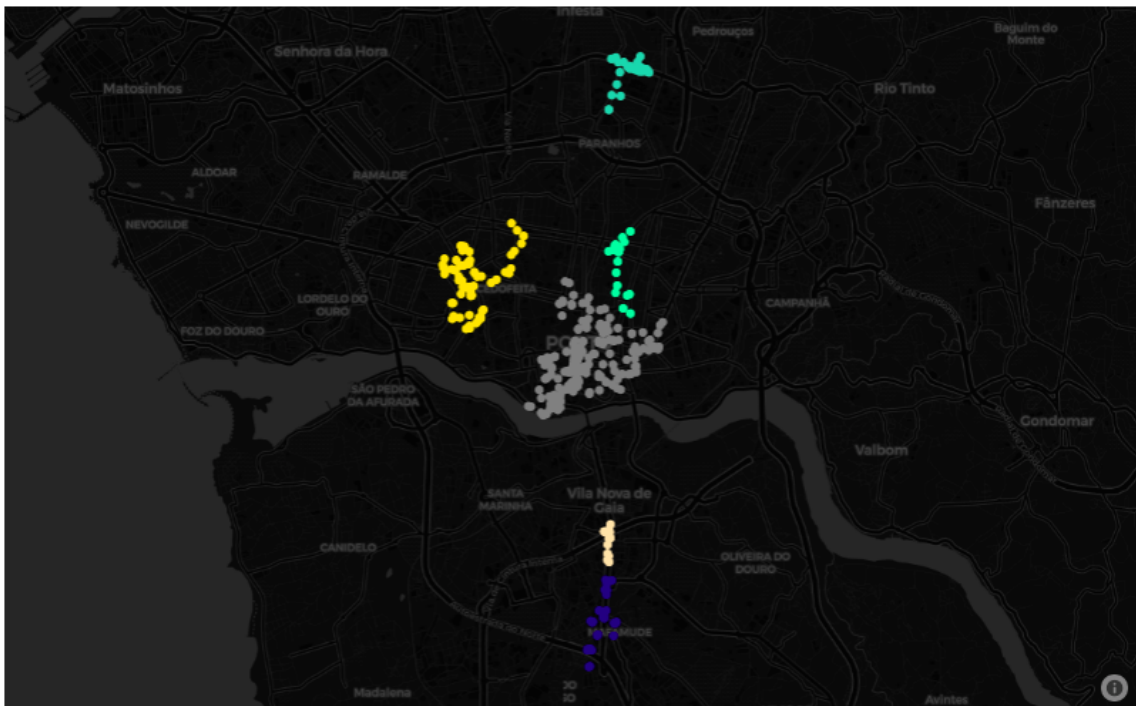 Infesta
Pedrouços
Baguim do
Monte
Senhora da Hora
Matosinhos
Rio Tinto
PARANHOS
ALDOAR
RAMALDE
Fânzeres
NEVOGILDE
LORDELO DO
OURO
CAMPANHÃ
FOZ DO DOURO
SÃO PEDRO
DA AFURADA
Gondomar
Valbom
SANTA
MARINHA
Vila Nova de
Gaia
CANIDELO
OLIVEIRA DO
DOURO
Madalena
Avintes